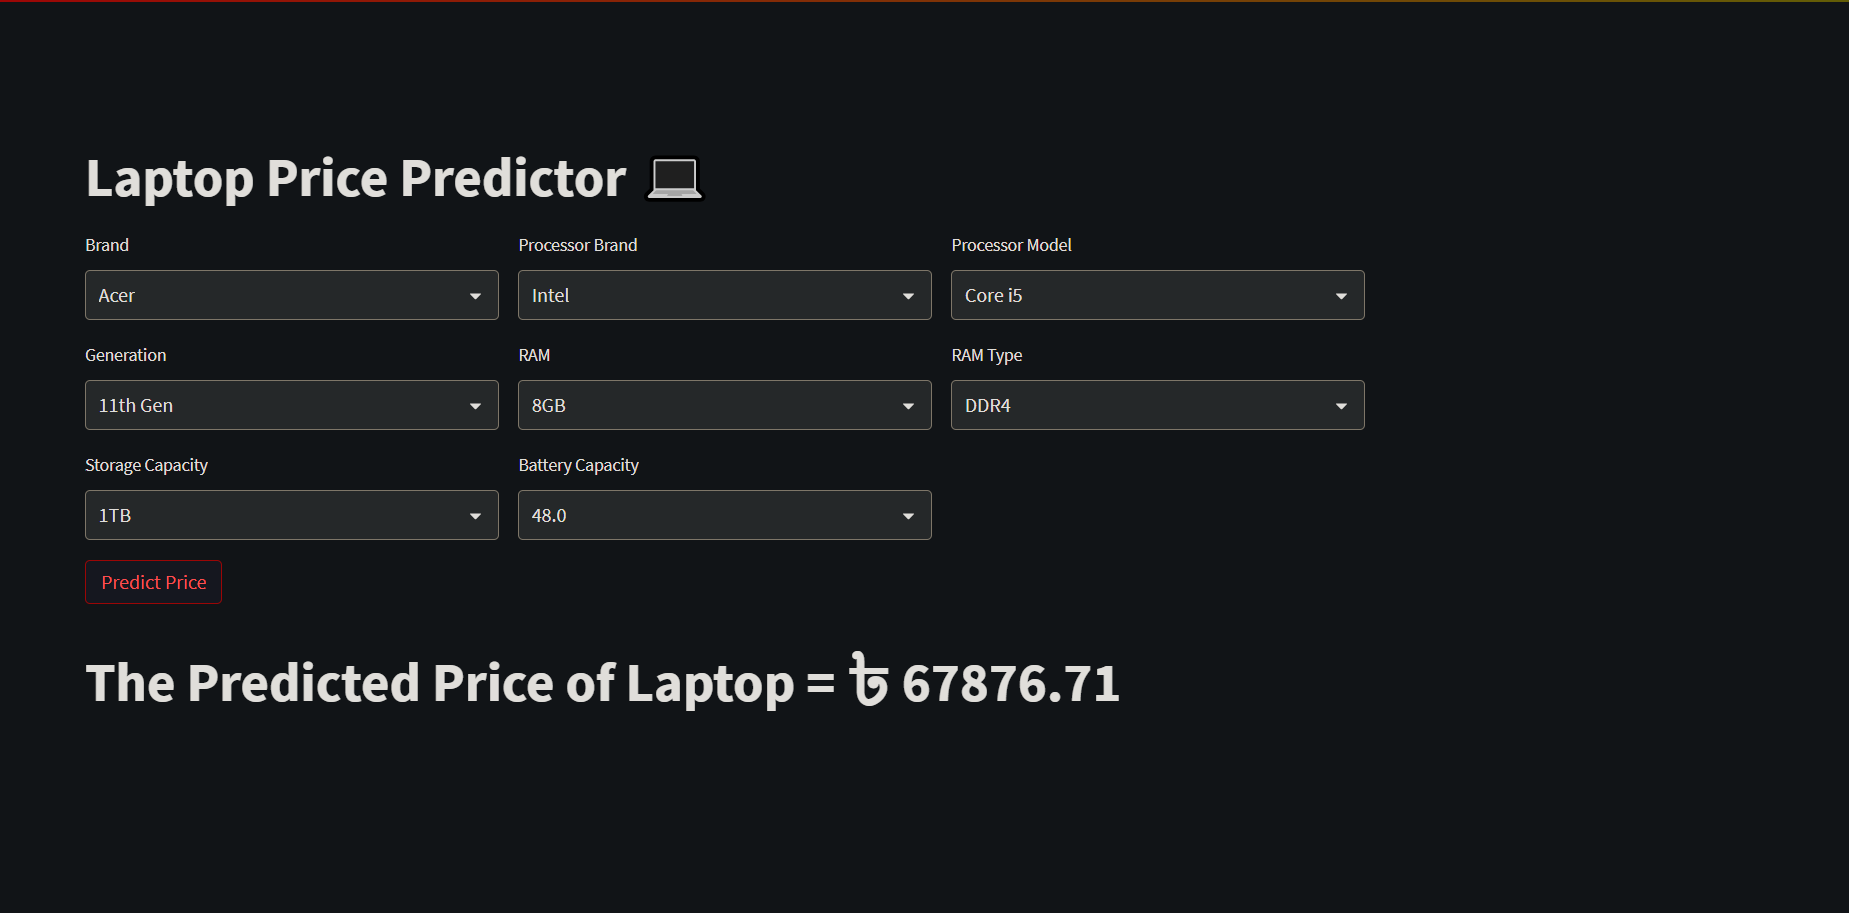 Laptop Price Predictor
Brand Processor Brand Processor Model
Acer Intel Core i5
Generation RAM RAM Type
11th Gen 8GB DDR4
Storage Capacity Battery Capacity
1TB 48.0
Predict Price
The Predicted Price of Laptop = ৳ 67876.71